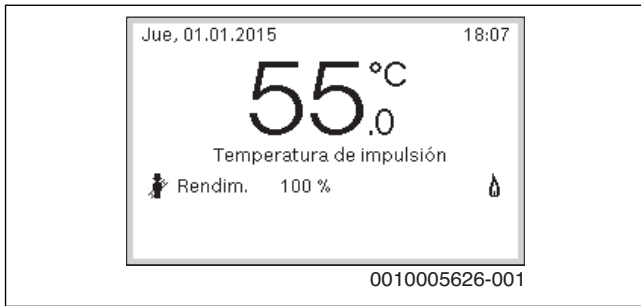 Jue, 01.01.2015 18:07
55.0 °C
Temperatura de impulsión
Rendim. 100 %
0010005626-001